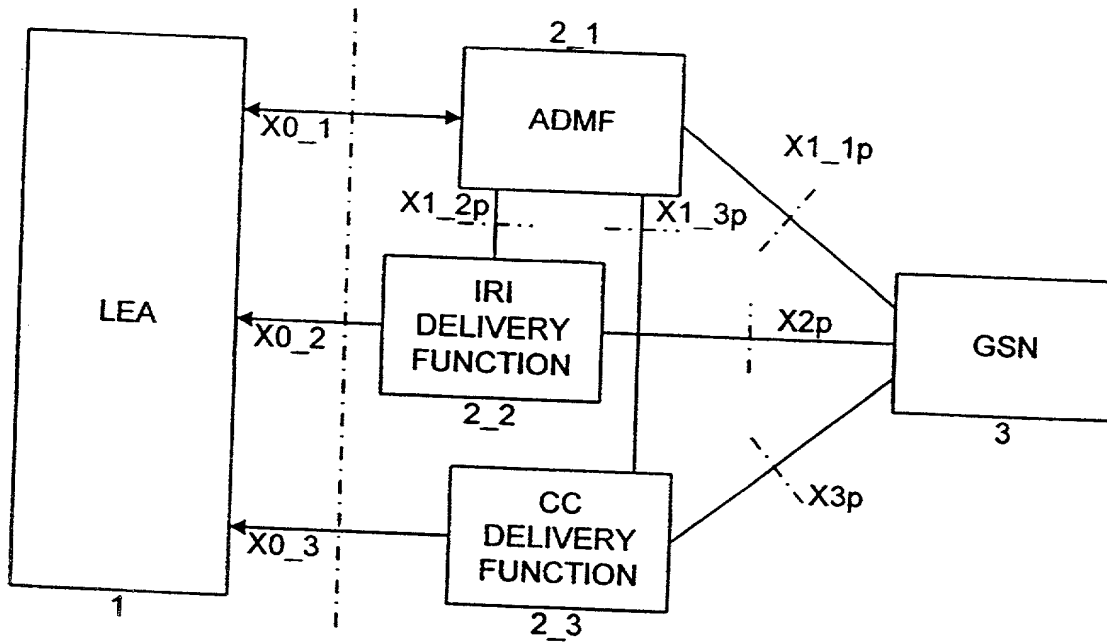 2_1
ADMF
X0_1
X1_1p
X1_2p
X1_3p
LEA
IRI
DELIVERY
FUNCTION
X0_2
X2p
GSN
2_2
3
CC
DELIVERY
FUNCTION
X0_3
X3p
1
2_3